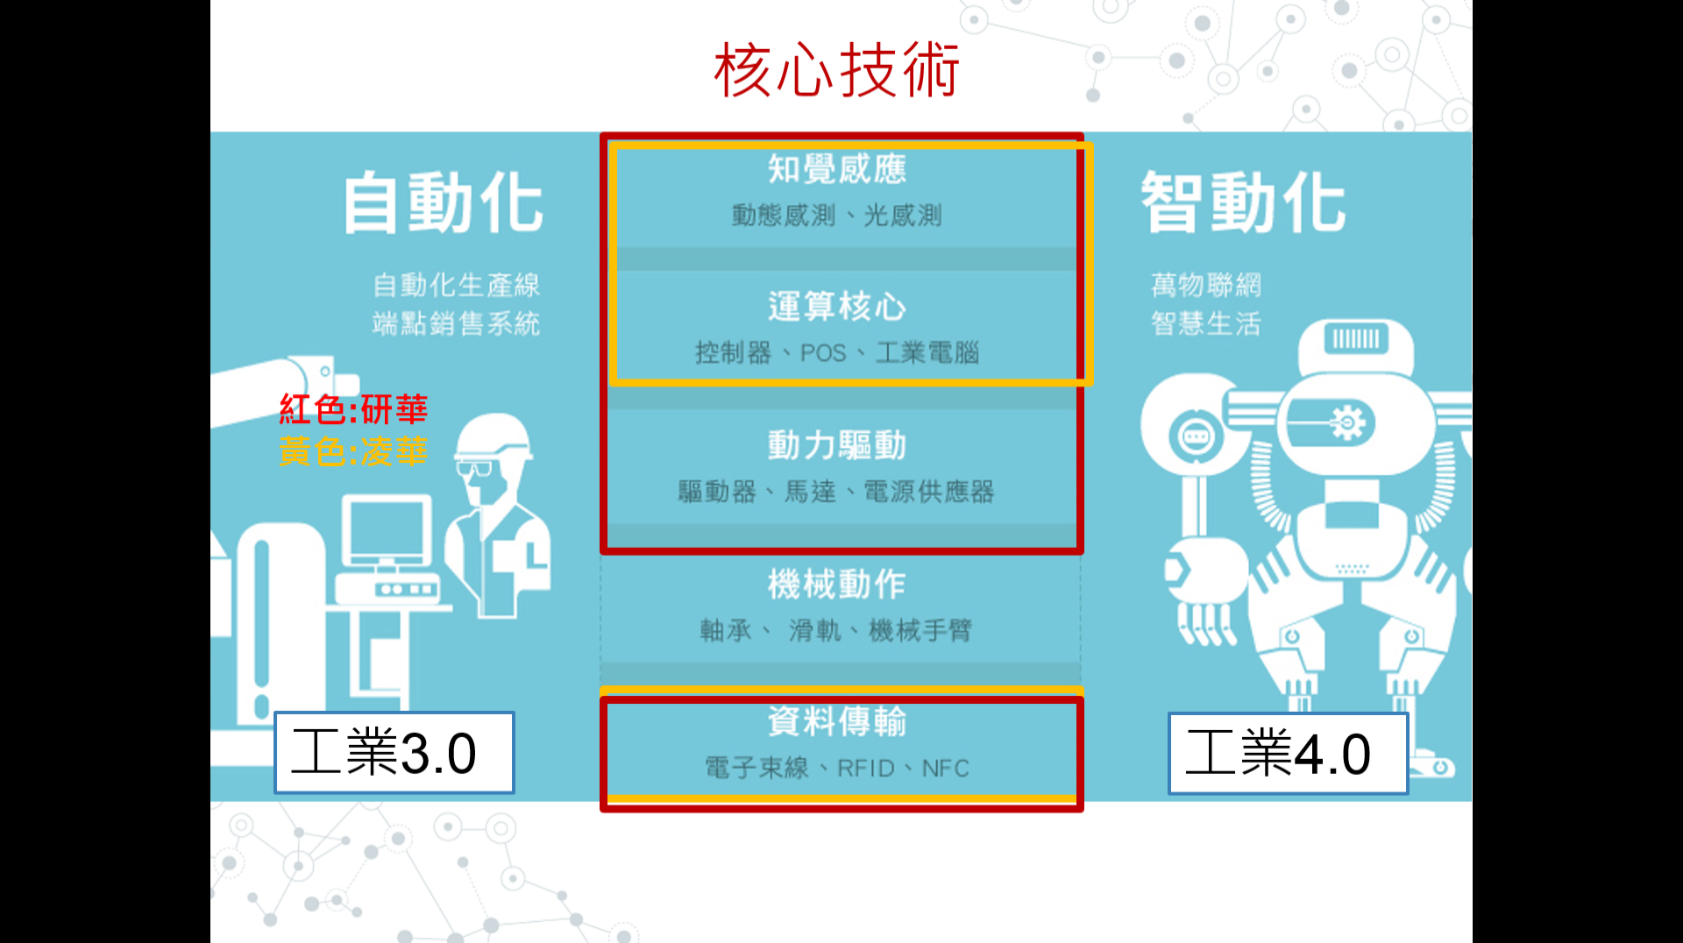 核心技術
自動化
自動化生產線
端點銷售系統
紅色:研華
黃色:凌華
工業3.0
知覺感應
動態感測、光感測
運算核心
控制器、POS、工業電腦
動力驅動
驅動器、馬達、電源供應器
機械動作
軸承、 滑軌、機械手臂
資料傳輸
電子束線、RFID、NFC
智動化
萬物聯網
智慧生活
工業4.0